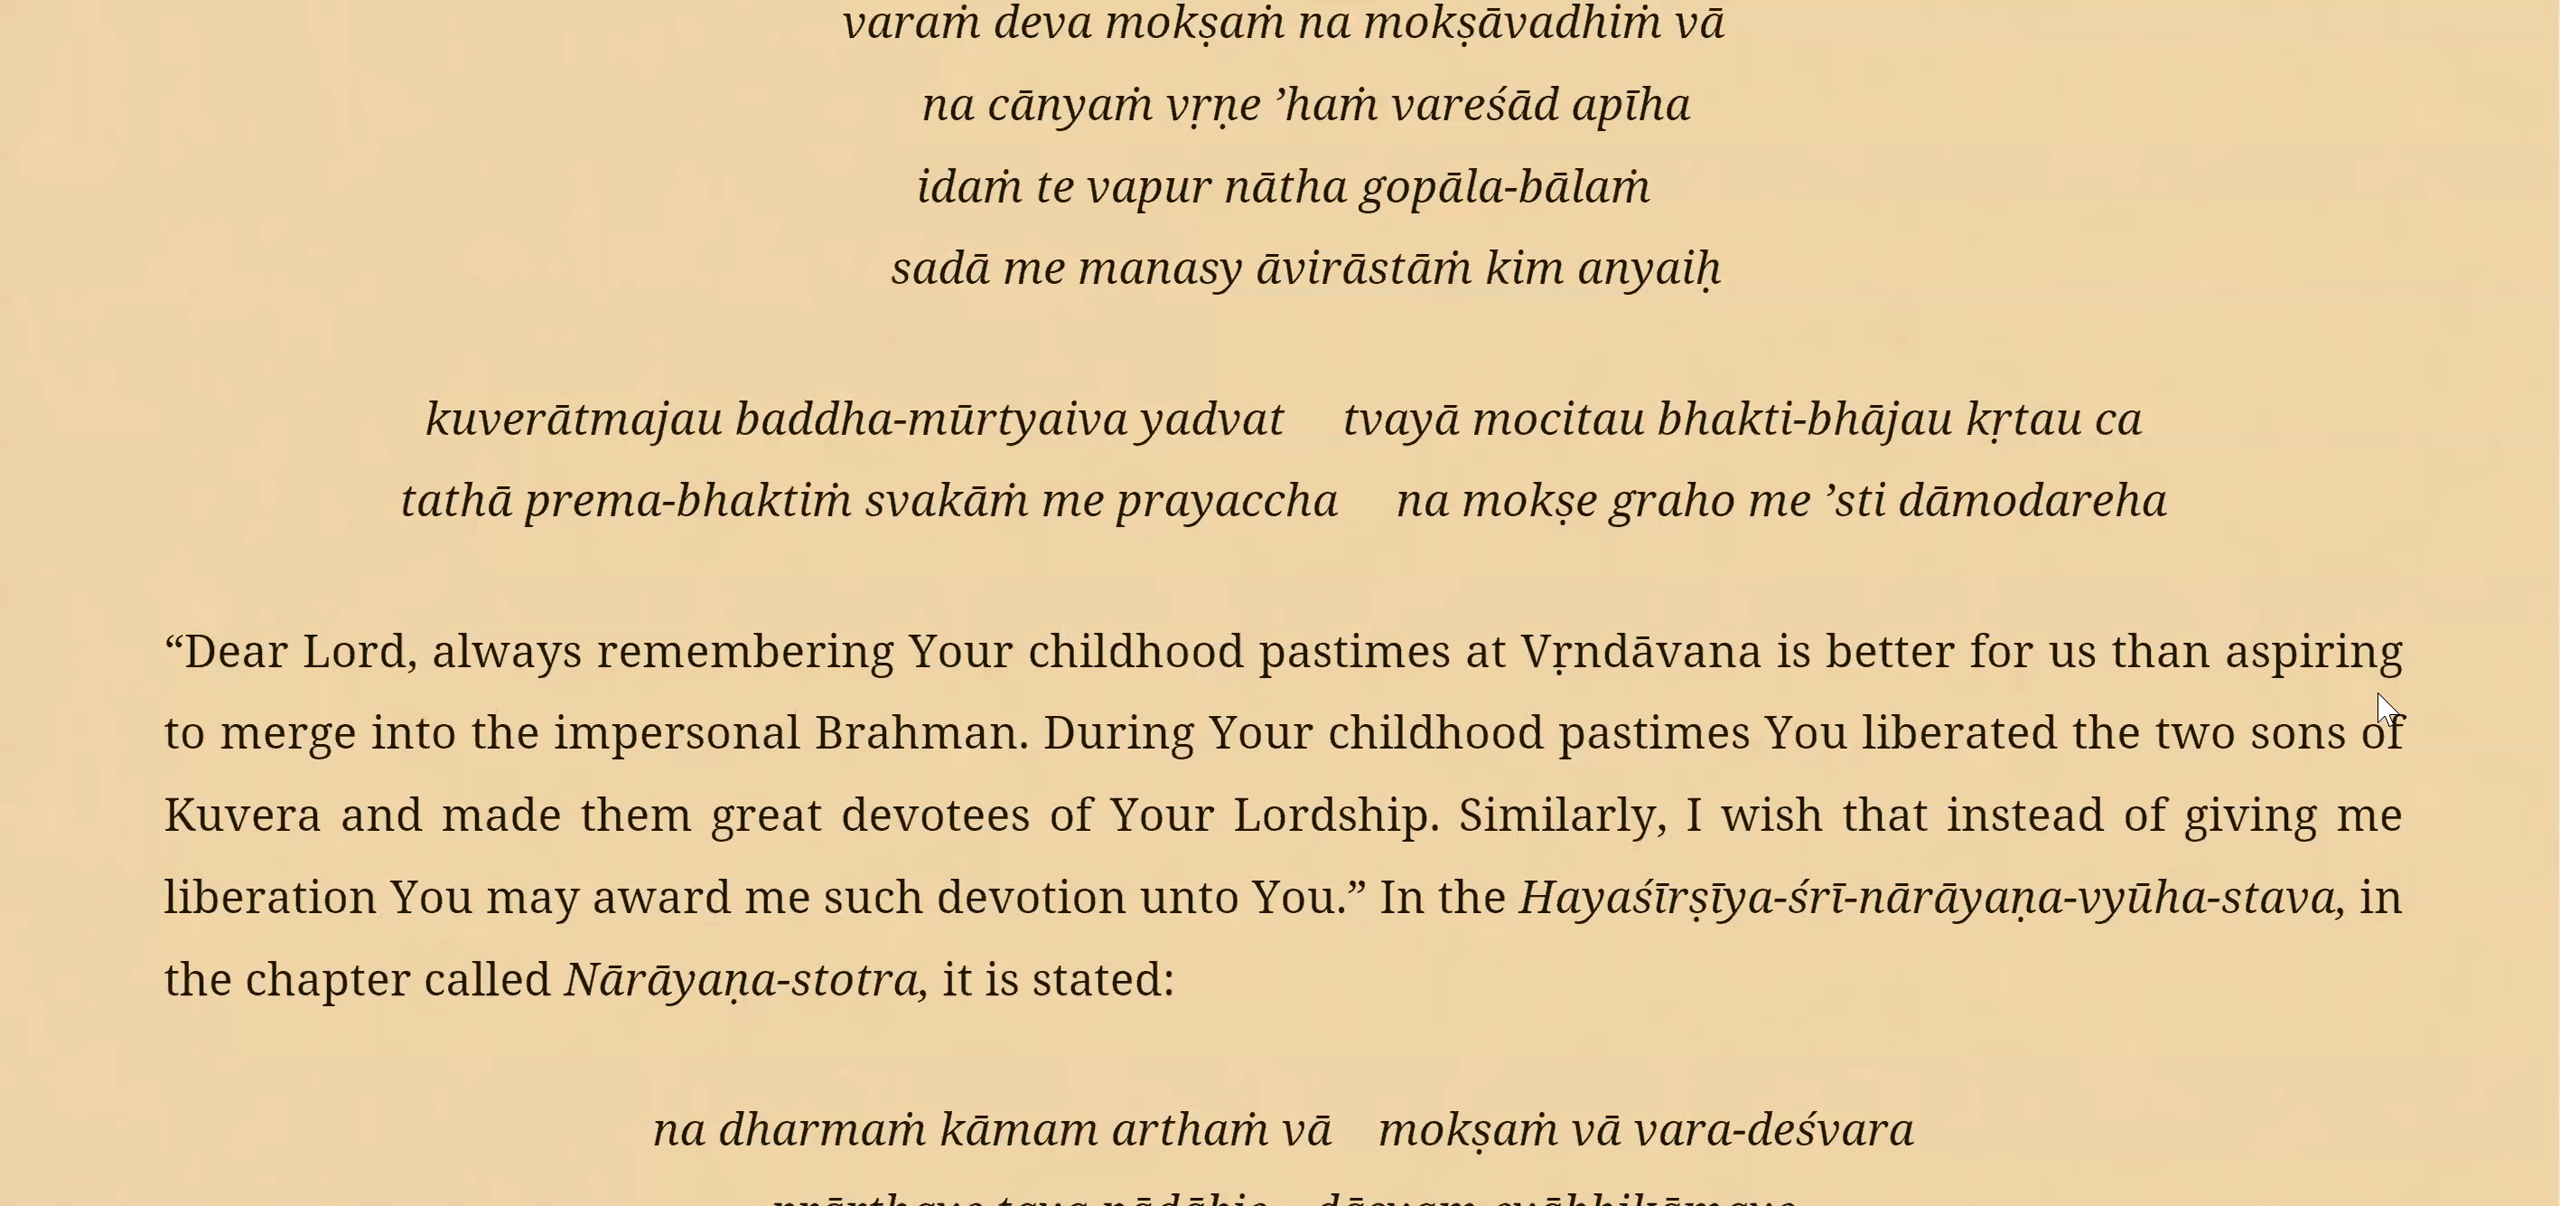 varaṁ deva mokṣaṁ na mokṣāvadhiṁ vā
na cānyaṁ vṛṇe ’haṁ vareśād apīha
idaṁ te vapur nātha gopāla-bālaṁ
sadā me manasy āvirāstāṁ kim anyaiḥ
kuverātmajau baddha-mūrtyaiva yadvat tvayā mocitau bhakti-bhājau kṛtau ca
tathā prema-bhaktiṁ svakāṁ me prayaccha na mokṣe graho me ’sti dāmodareha
“Dear Lord, always remembering Your childhood pastimes at Vṛndāvana is better for us than aspiring
to merge into the impersonal Brahman. During Your childhood pastimes You liberated the two sons of
Kuvera and made them great devotees of Your Lordship. Similarly, I wish that instead of giving me
liberation You may award me such devotion unto You.” In the Hayaśīrṣīya-śrī-nārāyaṇa-vyūha-stava, in
the chapter called Nārāyaṇa-stotra, it is stated:
na dharmaṁ kāmam arthaṁ vā mokṣaṁ vā vara-deśvara